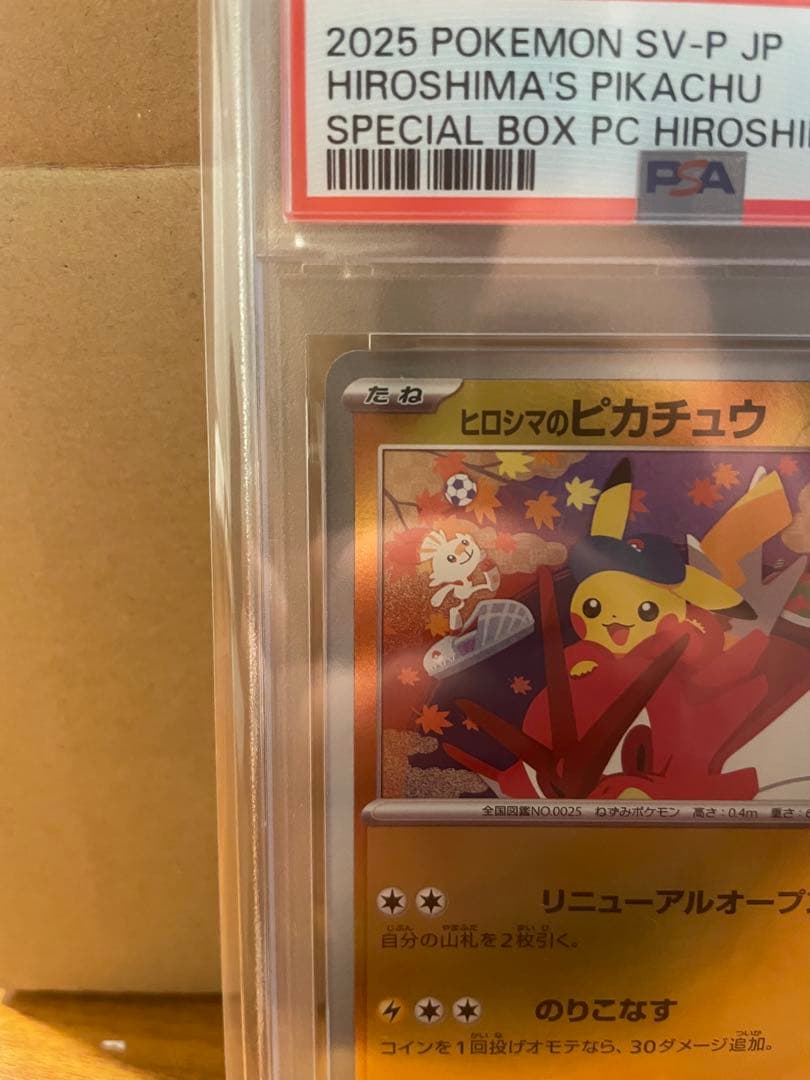 2025 POKEMON SV-P JP
HIROSHIMA'S PIKACHU
SPECIAL BOX PC HIROSHI
PSA
たね
ヒロシマのピカチュウ
全国図鑑NO.0025 ねずみポケモン 高さ:0.4m 重さ:6
リニューアルオープン
自分の山札を2枚引く。
のりこなす
コインを1回投げオモテなら、30ダメージ追加。